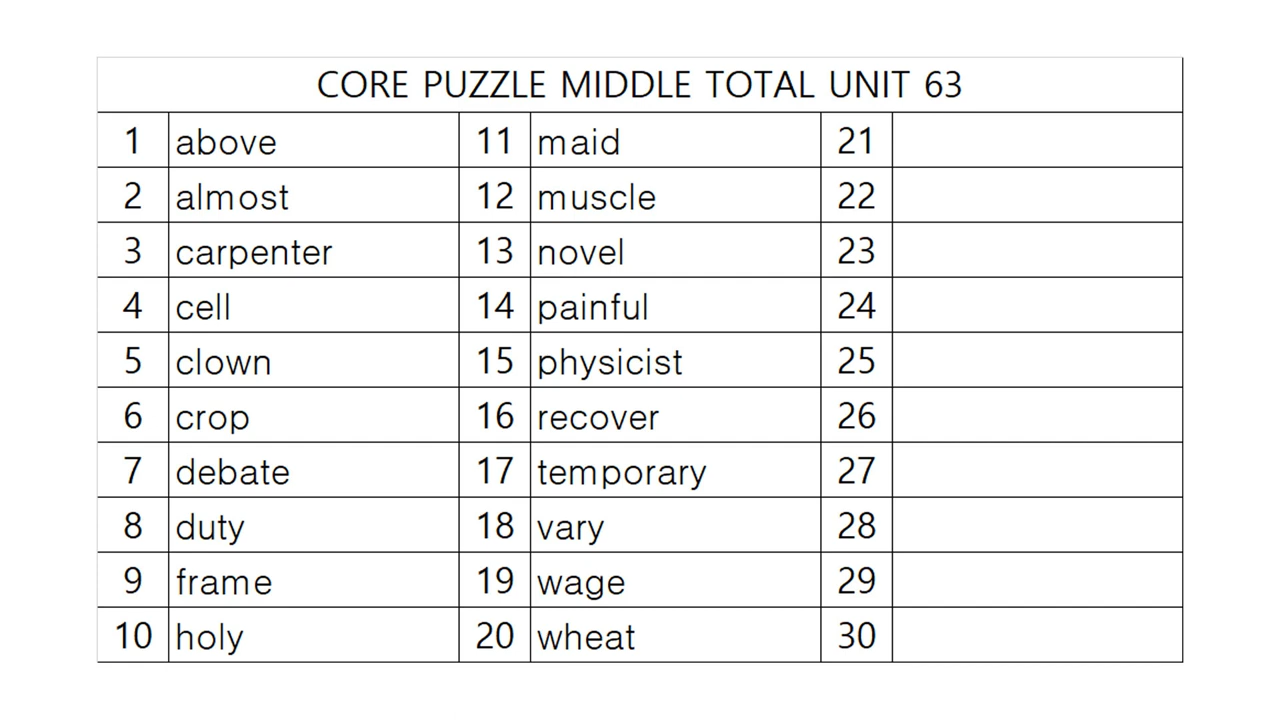 CORE PUZZLE MIDDLE TOTAL UNIT 63
1 above 11 maid 21
2 almost 12 muscle 22
3 carpenter 13 novel 23
4 cell 14 painful 24
5 clown 15 physicist 25
6 crop 16 recover 26
7 debate 17 temporary 27
8 duty 18 vary 28
9 frame 19 wage 29
10 holy 20 wheat 30